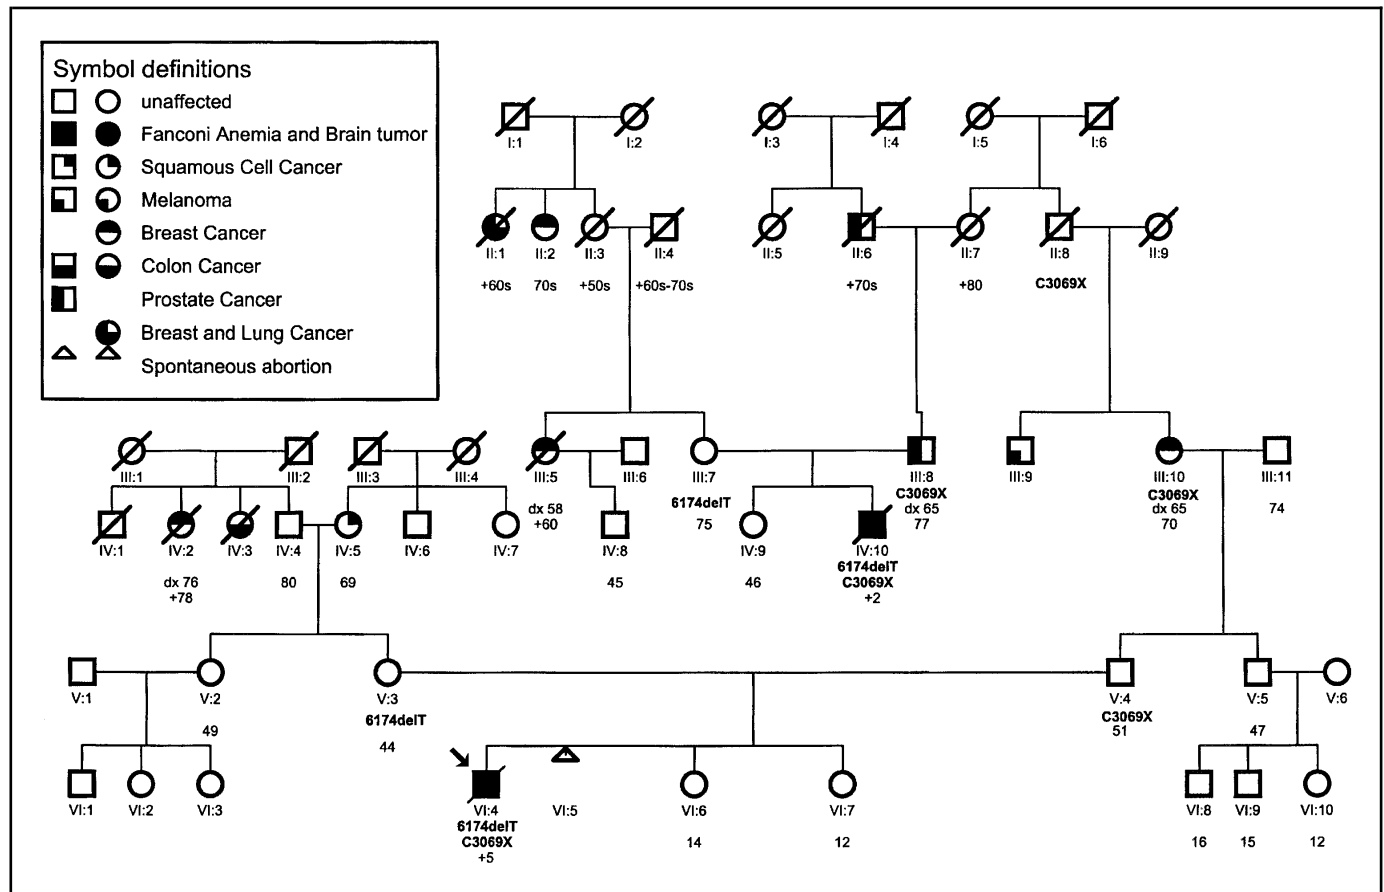 Symbol definitions
unaffected
Fanconi Anemia and Brain tumor
Squamous Cell Cancer
Melanoma
Breast Cancer
Colon Cancer
Prostate Cancer
Breast and Lung Cancer
Spontaneous abortion
I:1 I:2 I:3 I:4 I:5 I:6
II:1 II:2 II:3 II:4 II:5 II:6 II:7 II:8 II:9
+60s 70s +50s +60s-70s +70s +80 C3069X
III:1 III:2 III:3 III:4 III:5 III:6 III:7 III:8 III:9 III:10 III:11
6174delT C3069X C3069X
dx 58 dx 65 dx 65
+60 75 77 70 74
IV:1 IV:2 IV:3 IV:4 IV:5 IV:6 IV:7 IV:8 IV:9 IV:10
6174delT
C3069X
dx 76 80 69 45 46 +2
+78
V:1 V:2 V:3 V:4 V:5 V:6
6174delT C3069X
49 44 51 47
VI:1 VI:2 VI:3 VI:4 VI:5 VI:6 VI:7 VI:8 VI:9 VI:10
6174delT
C3069X 14 12 16 15 12
+5